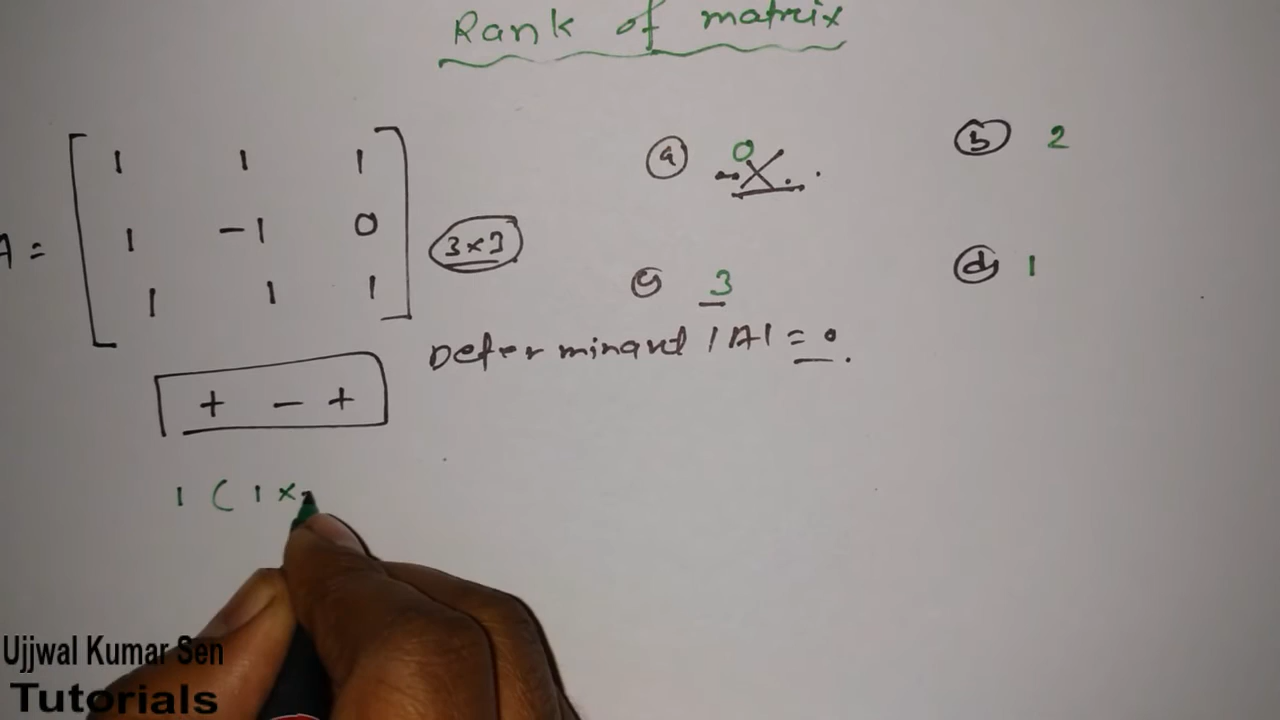 Rank of matrix
A = [ 1 1 1
1 -1 0
1 1 1 ] 3×3
(a) 0
(b) 2
(c) 3
(d) 1
Determinant |A| = 0.
+ - +
1 ( 1 ×
Ujjwal Kumar Sen
Tutorials